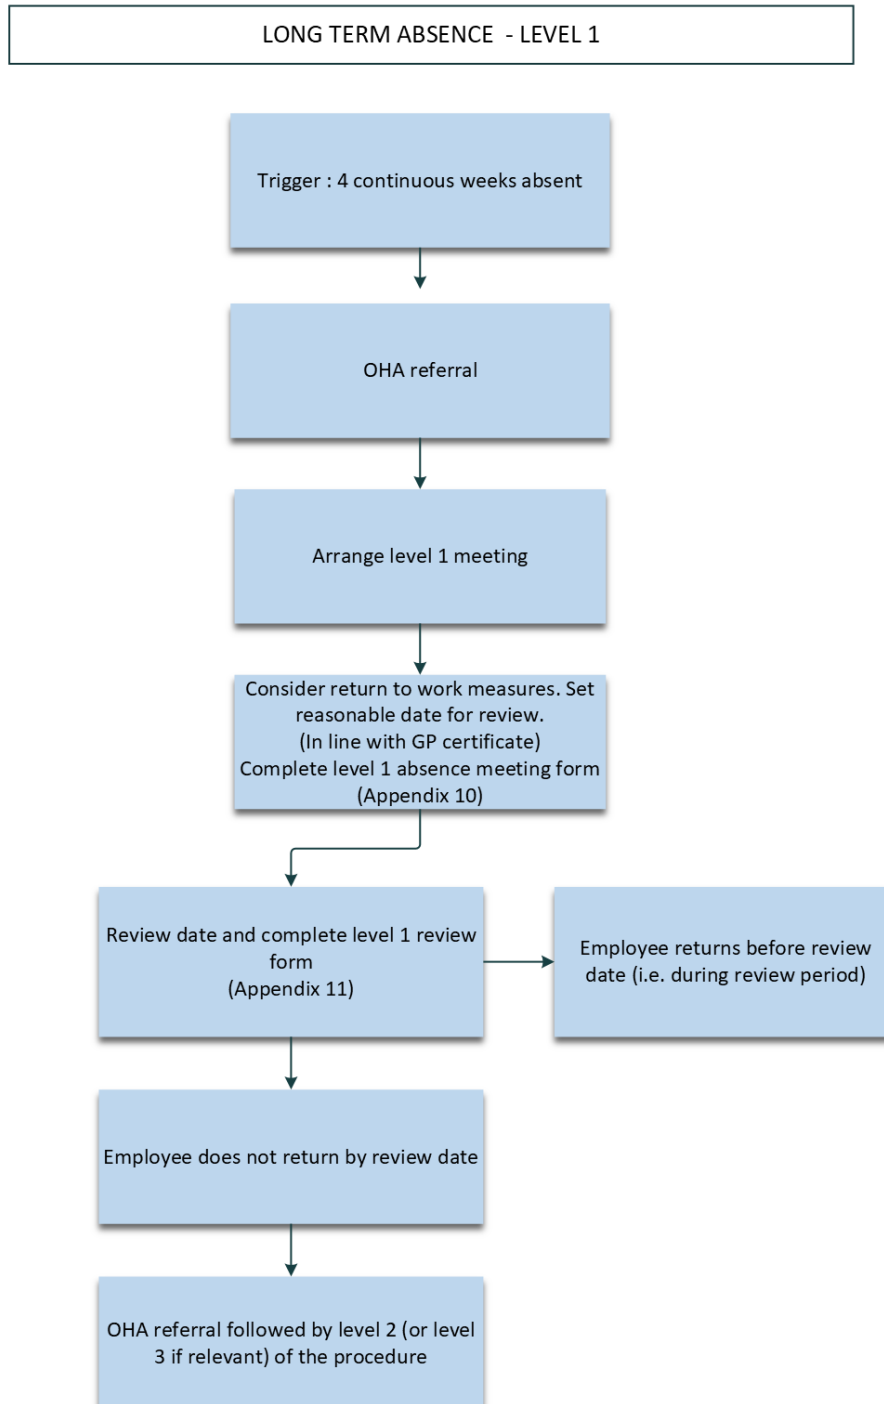 LONG TERM ABSENCE - LEVEL 1
Trigger : 4 continuous weeks absent
OHA referral
Arrange level 1 meeting
Consider return to work measures. Set
reasonable date for review.
(In line with GP certificate)
Complete level 1 absence meeting form
(Appendix 10)
Review date and complete level 1 review
form
(Appendix 11)
Employee returns before review
date (i.e. during review period)
Employee does not return by review date
OHA referral followed by level 2 (or level
3 if relevant) of the procedure